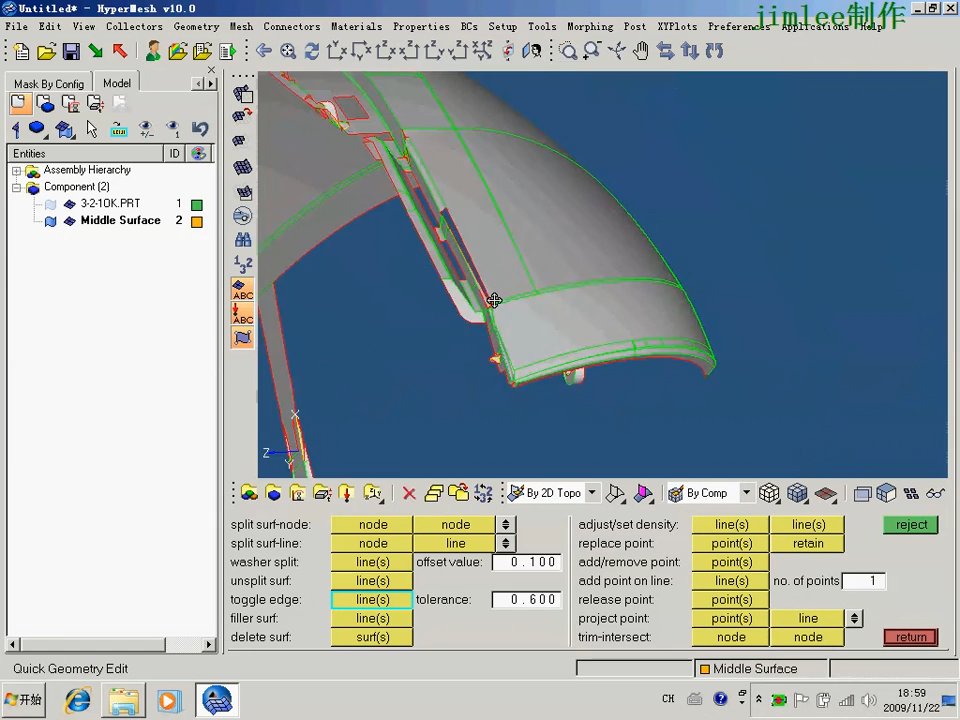 Untitled* - HyperMesh v10.0
jimlee制作
File Edit View Collectors Geometry Mesh Connectors Materials Properties BCs Setup Tools Morphing Post XYPlots Preferences Applications Help
Mask By Config Model
Entities ID
Assembly Hierarchy
Component (2)
3-2-1OK.PRT 1
Middle Surface 2
1 2 3
ABC
ABC
X
Z
Y
By 2D Topo By Comp
split surf-node: node node adjust/set density: line(s) line(s) reject
split surf-line: node line replace point: point(s) retain
washer split: line(s) offset value: 0.100 add/remove point: point(s)
unsplit surf: line(s) add point on line: line(s) no. of points 1
toggle edge: line(s) tolerance: 0.600 release point: point(s)
filler surf: line(s) project point: point(s) line
delete surf: surf(s) trim-intersect: node node return
Quick Geometry Edit Middle Surface
开始 CH 18:59
2009/11/22